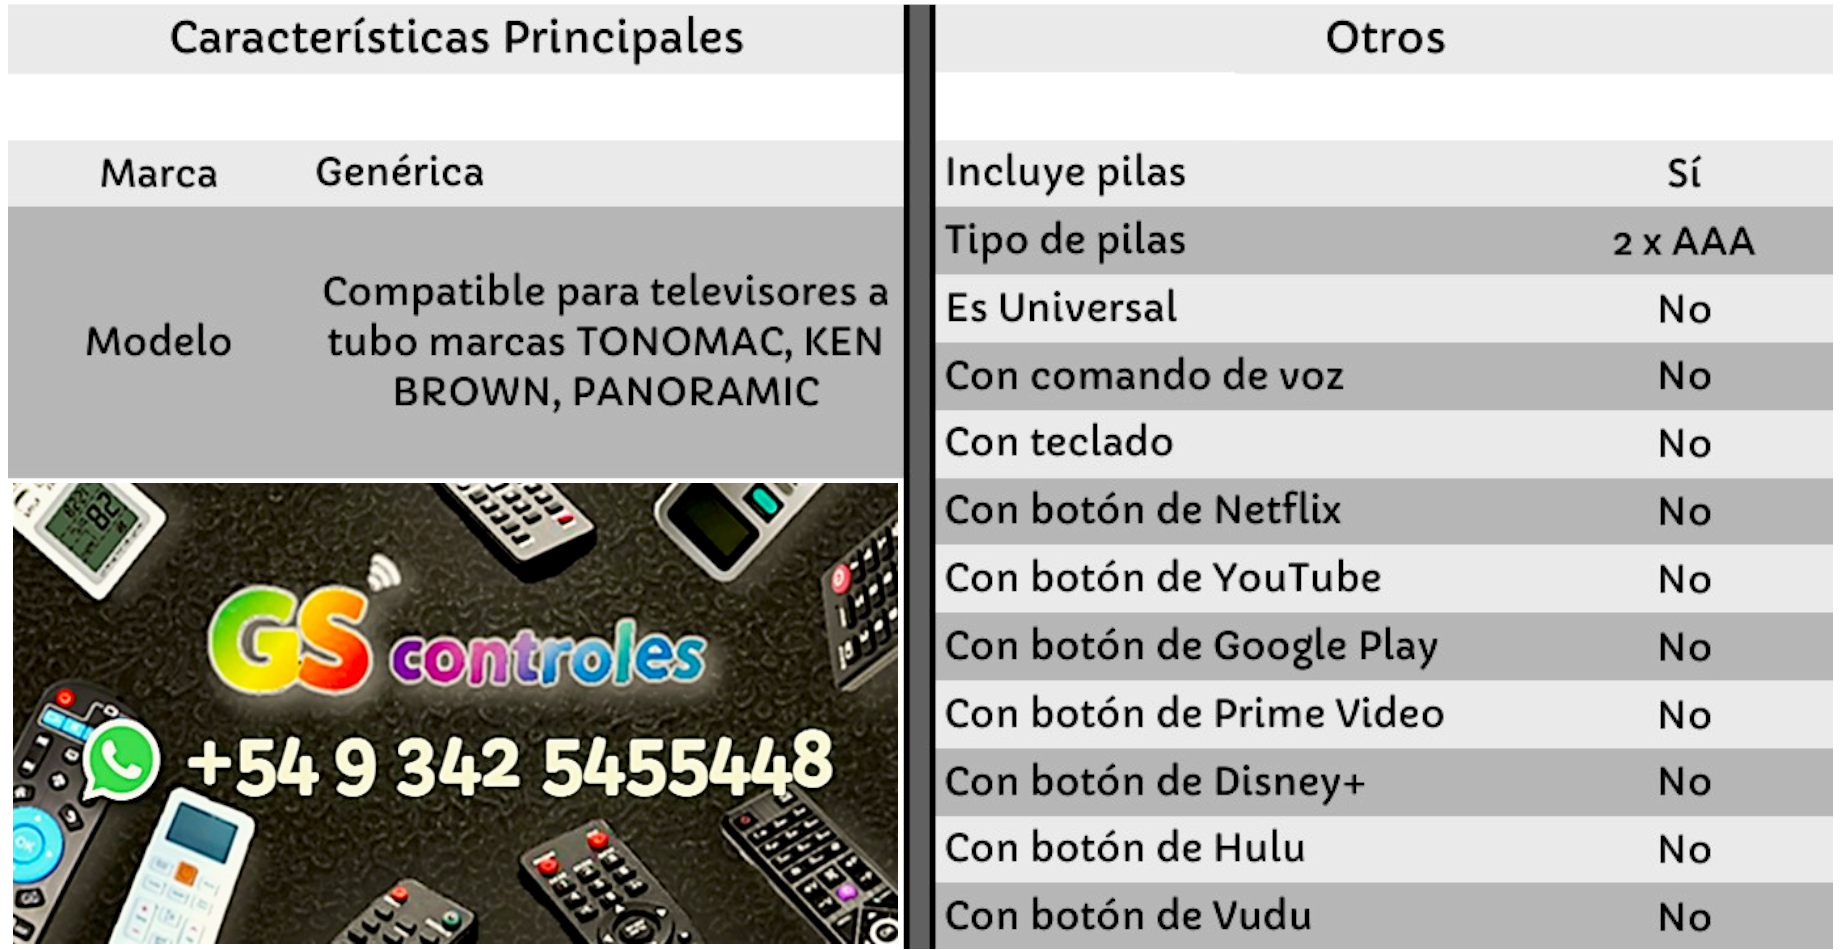 Características Principales
Marca Genérica
Modelo
Compatible para televisores a
tubo marcas TONOMAC, KEN
BROWN, PANORAMIC
GS controles
+54 9 342 5455448
Otros
Incluye pilas Sí
Tipo de pilas 2 x AAA
Es Universal No
Con comando de voz No
Con teclado No
Con botón de Netflix No
Con botón de YouTube No
Con botón de Google Play No
Con botón de Prime Video No
Con botón de Disney+ No
Con botón de Hulu No
Con botón de Vudu No